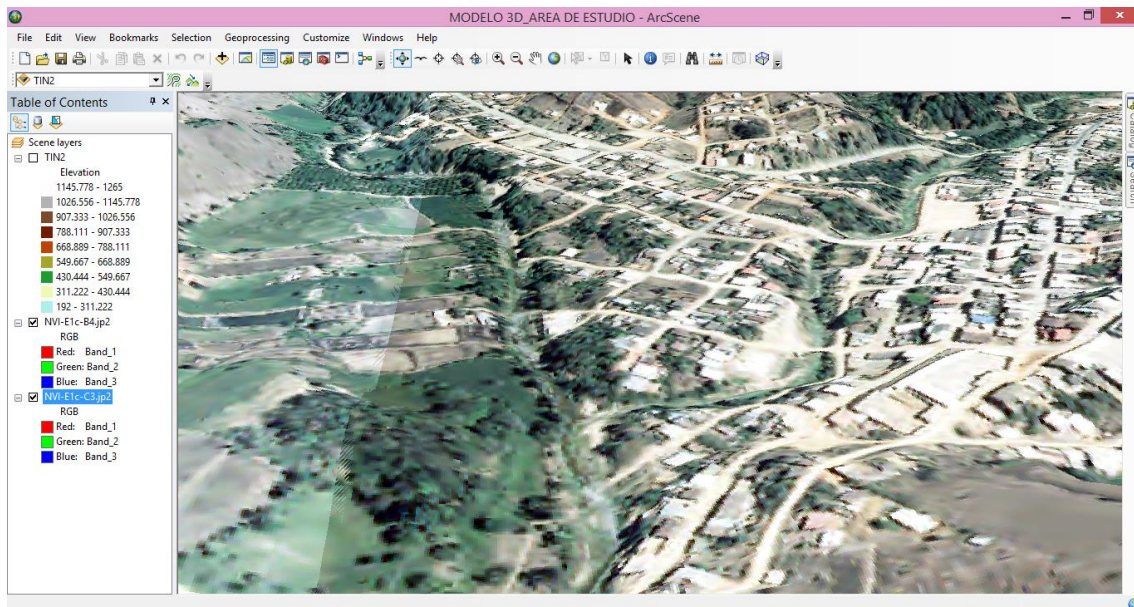 MODELO 3D_AREA DE ESTUDIO - ArcScene
File Edit View Bookmarks Selection Geoprocessing Customize Windows Help
TIN2
Table of Contents
Scene layers
TIN2
Elevation
1145.778 - 1265
1026.556 - 1145.778
907.333 - 1026.556
788.111 - 907.333
668.889 - 788.111
549.667 - 668.889
430.444 - 549.667
311.222 - 430.444
192 - 311.222
NVI-E1c-B4.jp2
RGB
Red: Band_1
Green: Band_2
Blue: Band_3
NVI-E1c-C3.jp2
RGB
Red: Band_1
Green: Band_2
Blue: Band_3
Catalog
Search